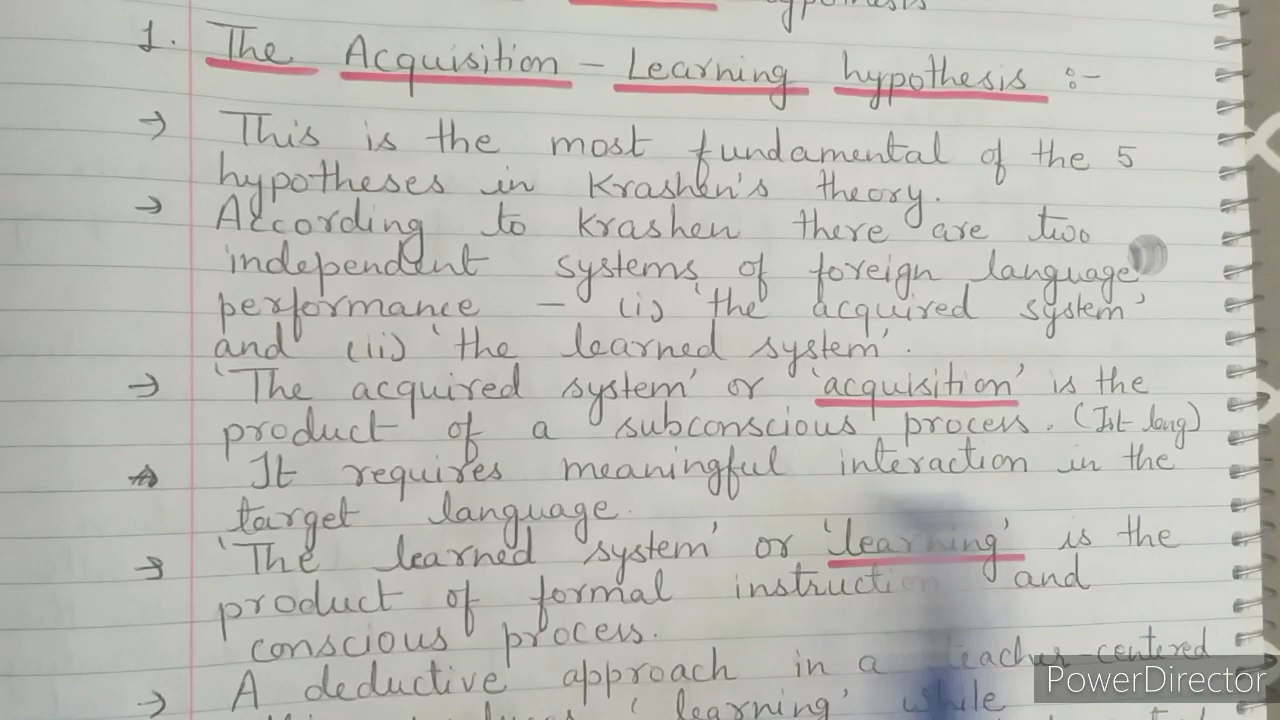 hypothesis
1. The Acquisition – Learning hypothesis :-
→ This is the most fundamental of the 5
hypotheses in Krashen's theory.
→ According to Krashen there are two
independent systems of foreign language
performance – (i) 'the acquired system'
and (ii) 'the learned system'.
→ 'The acquired system' or 'acquisition' is the
product of a subconscious process. (Ist lang)
→ It requires meaningful interaction in the
target language.
→ 'The learned system' or 'learning' is the
product of formal instruction and
conscious process.
→ A deductive approach in a teacher-centered
'learning' while
PowerDirector